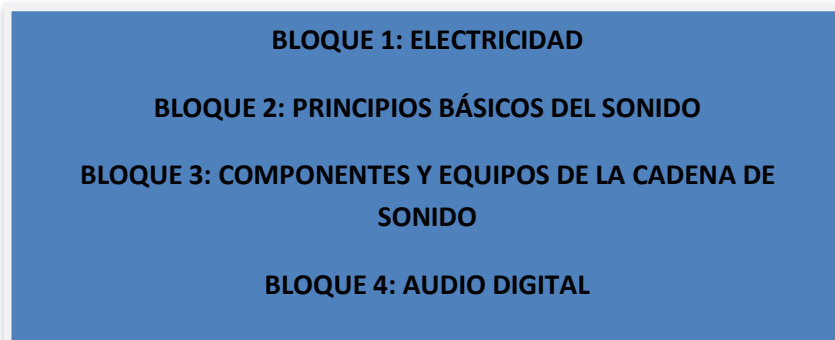 BLOQUE 1: ELECTRICIDAD
BLOQUE 2: PRINCIPIOS BÁSICOS DEL SONIDO
BLOQUE 3: COMPONENTES Y EQUIPOS DE LA CADENA DE
SONIDO
BLOQUE 4: AUDIO DIGITAL